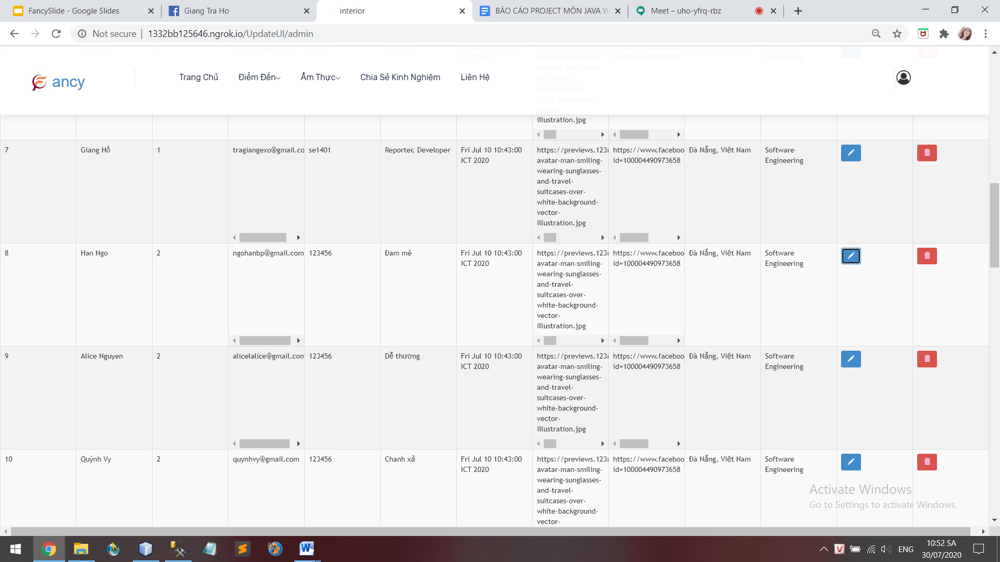 FancySlide - Google Slides
Giang Tra Ho
interior
BÁO CÁO PROJECT MÔN JAVA W
Meet – uho-yfrq-rbz
Not secure | 1332bb125646.ngrok.io/UpdateUI/admin
ancy
Trang Chủ
Điểm Đến
Ẩm Thực
Chia Sẻ Kinh Nghiệm
Liên Hệ
illustration.jpg
7
Giang Hồ
1
tragiangexo@gmail.co
se1401
Reporter, Developer
Fri Jul 10 10:43:00
ICT 2020
https://previews.123r
avatar-man-smiling-
wearing-sunglasses-
and-travel-
suitcases-over-
white-background-
vector-
illustration.jpg
https://www.faceboo
id=100004490973658
Đà Nẵng, Việt Nam
Software
Engineering
8
Han Ngo
2
ngohanbp@gmail.com
123456
Đam mê
Fri Jul 10 10:43:00
ICT 2020
https://previews.123r
avatar-man-smiling-
wearing-sunglasses-
and-travel-
suitcases-over-
white-background-
vector-
illustration.jpg
https://www.faceboo
id=100004490973658
Đà Nẵng, Việt Nam
Software
Engineering
9
Alice Nguyen
2
alicelalice@gmail.com
123456
Dễ thương
Fri Jul 10 10:43:00
ICT 2020
https://previews.123r
avatar-man-smiling-
wearing-sunglasses-
and-travel-
suitcases-over-
white-background-
vector-
illustration.jpg
https://www.faceboo
id=100004490973658
Đà Nẵng, Việt Nam
Software
Engineering
10
Quỳnh Vy
2
quynhvy@gmail.com
123456
Chanh xả
Fri Jul 10 10:43:00
ICT 2020
https://previews.123r
avatar-man-smiling-
wearing-sunglasses-
and-travel-
suitcases-over-
white-background-
vector-
https://www.faceboo
id=100004490973658
Đà Nẵng, Việt Nam
Software
Engineering
Activate Windows
Go to Settings to activate Windows.
ENG
10:52 SA
30/07/2020